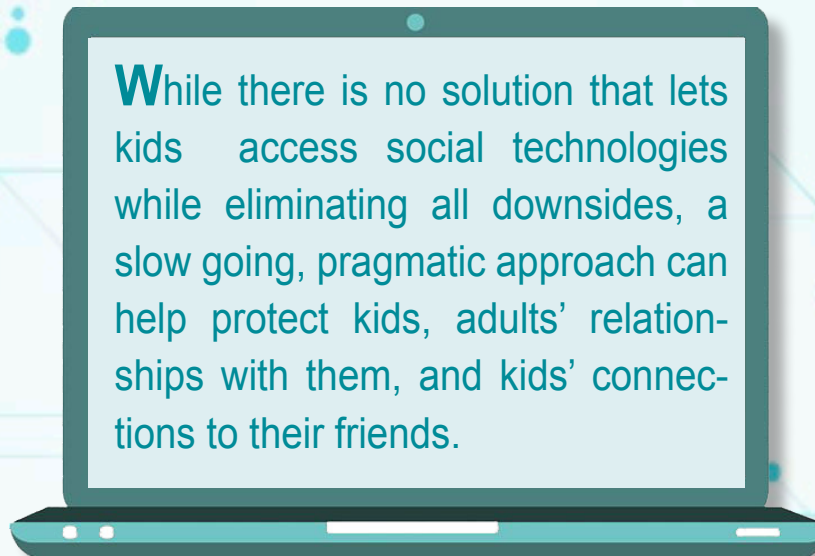 While there is no solution that lets
kids access social technologies
while eliminating all downsides, a
slow going, pragmatic approach can
help protect kids, adults’ relation-
ships with them, and kids’ connec-
tions to their friends.